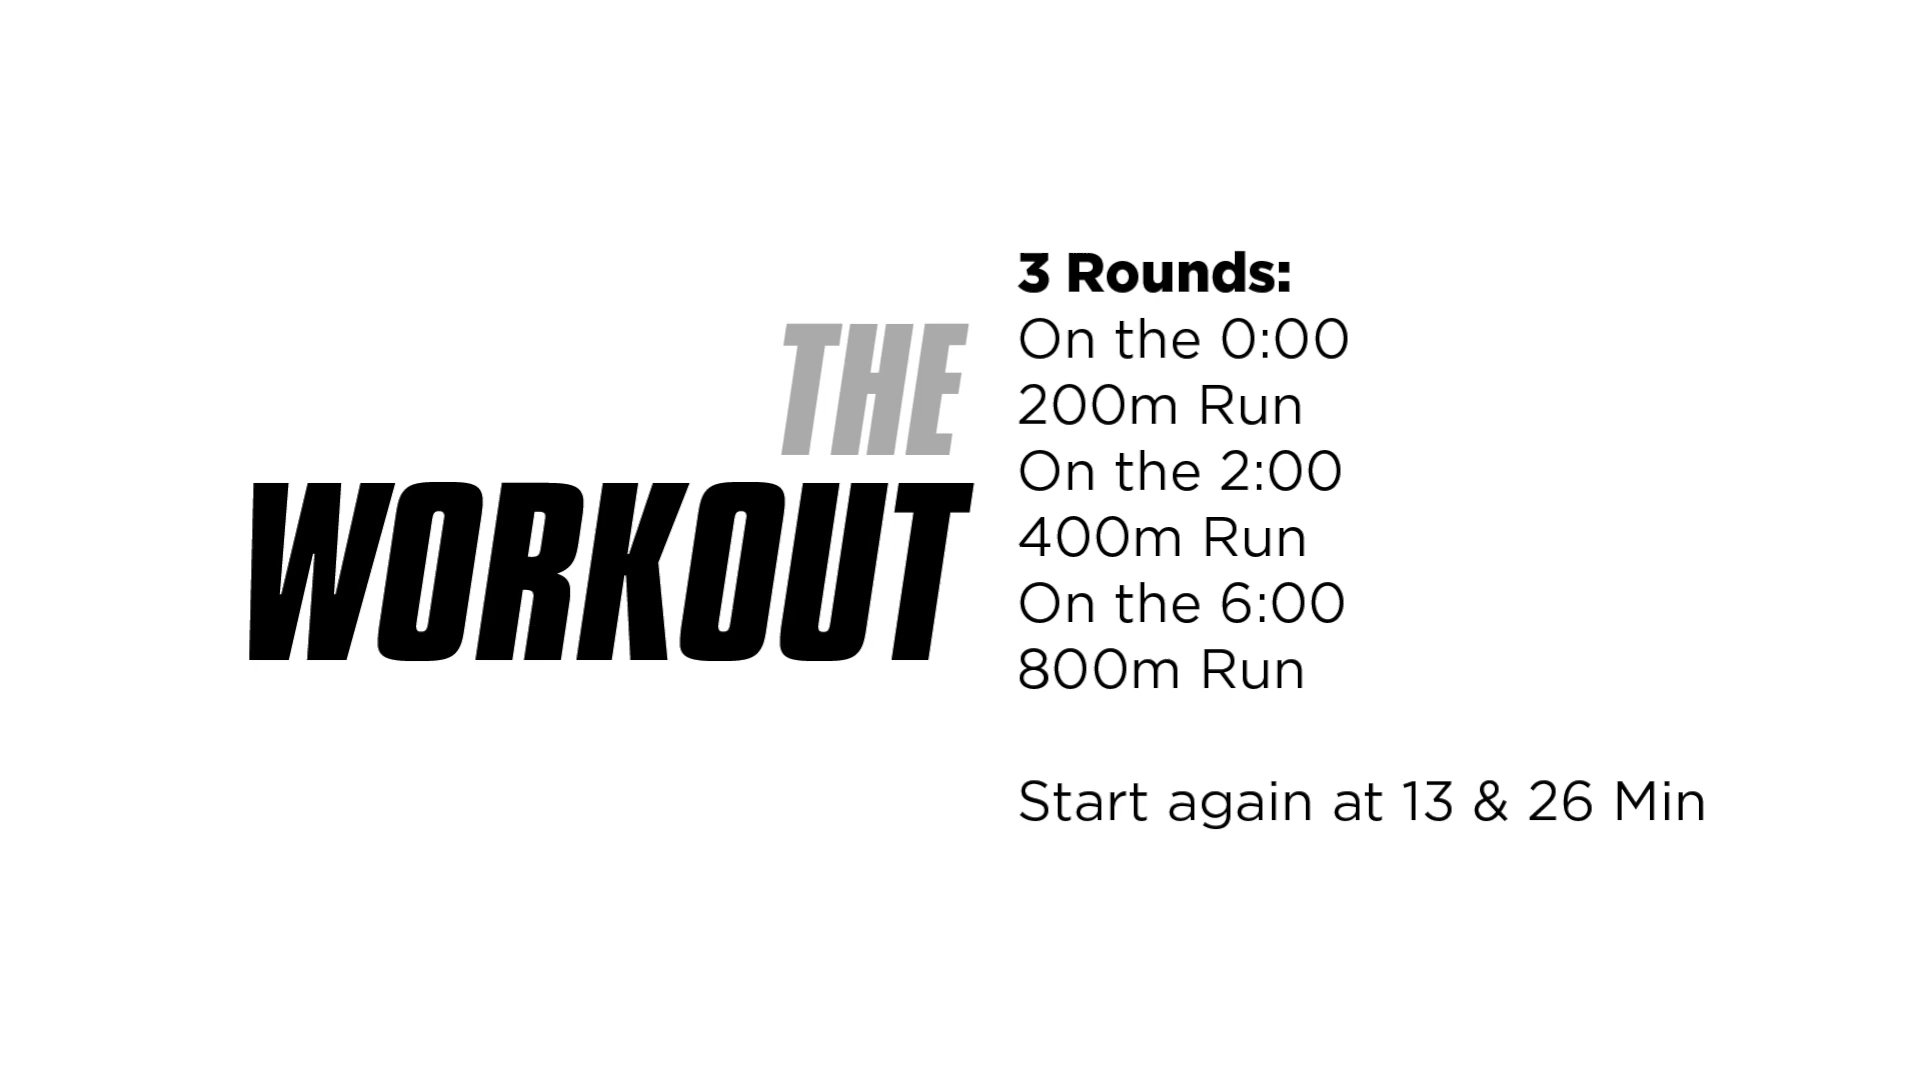 THE
WORKOUT
3 Rounds:
On the 0:00
200m Run
On the 2:00
400m Run
On the 6:00
800m Run
Start again at 13 & 26 Min